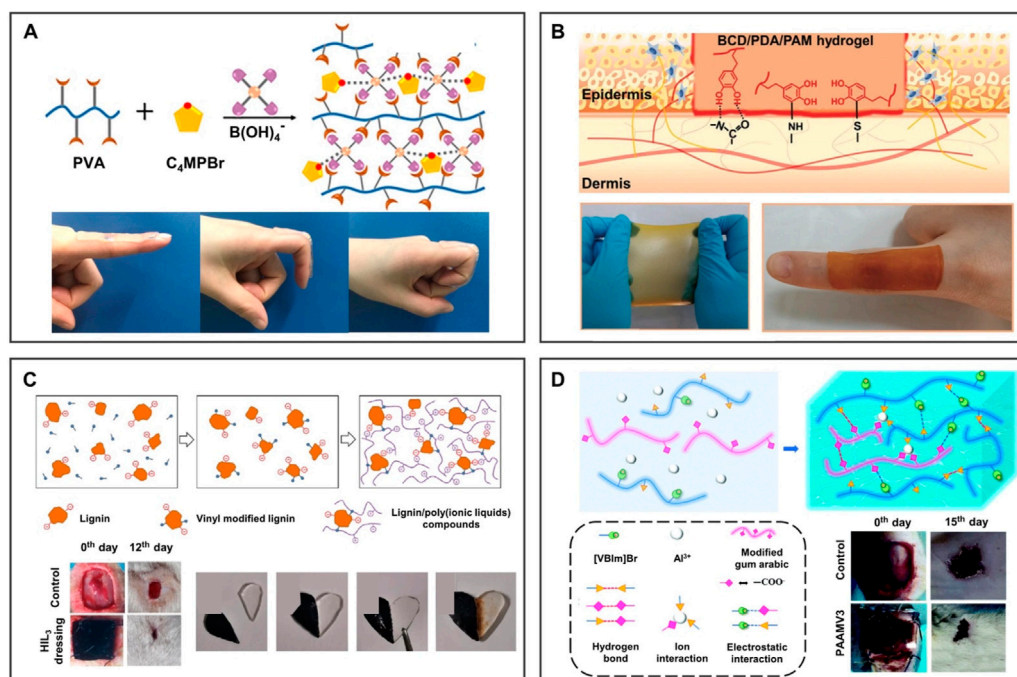 A
PVA
+
C₄MPBr
B(OH)₄⁻
B
BCD/PDA/PAM hydrogel
Epidermis
OH
OH
HO
HO
–N
C
O
NH
S
Dermis
C
Lignin
Vinyl modified lignin
Lignin/poly(ionic liquids)
compounds
0th day
12th day
Control
HIL₃
dressing
D
[VBIm]Br
Al³⁺
Modified
gum arabic
–COO⁻
Hydrogen
bond
Ion
interaction
Electrostatic
interaction
0th day
15th day
Control
PAAMV3